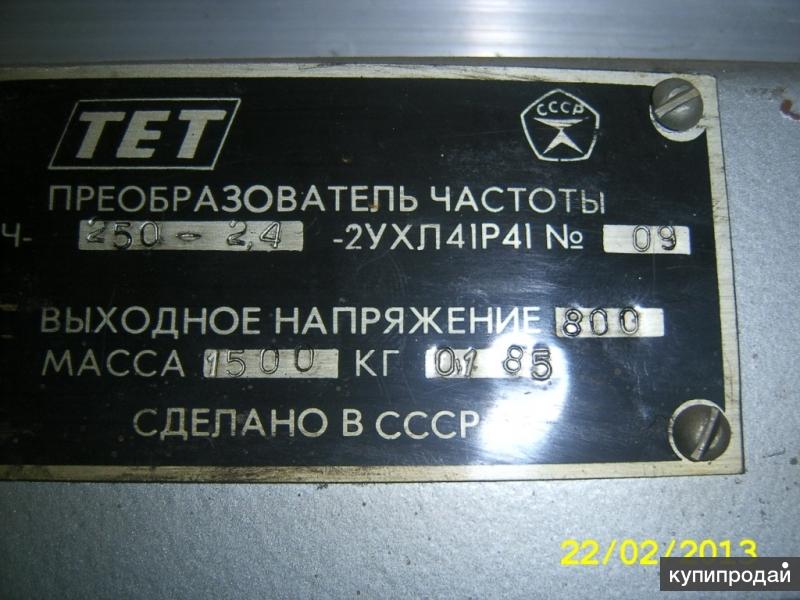 ТЕТ
СССР
ПРЕОБРАЗОВАТЕЛЬ ЧАСТОТЫ
Ч- 250-2,4 -2УХЛ41Р41 № 09
ВЫХОДНОЕ НАПРЯЖЕНИЕ 800
МАССА 1500 КГ 01 85
СДЕЛАНО В СССР
22/02/2013
купипродай